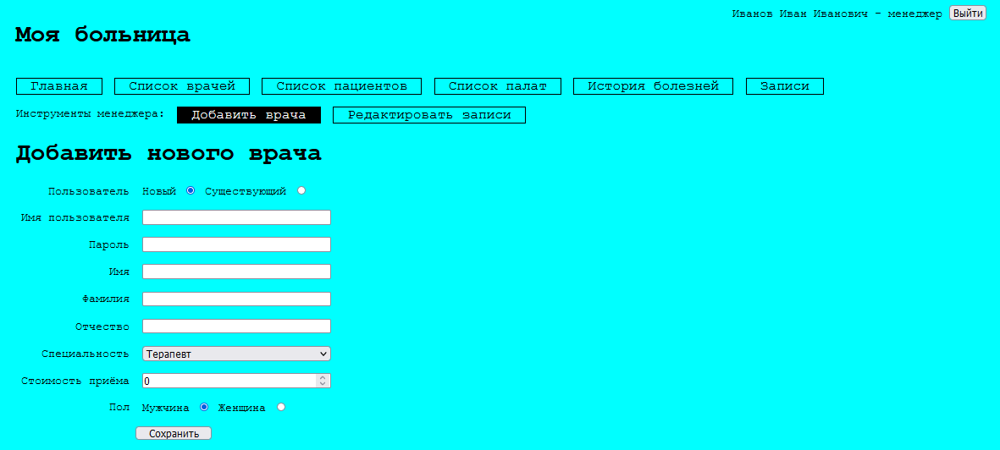 Иванов Иван Иванович - менеджер Выйти
Моя больница
Главная Список врачей Список пациентов Список палат История болезней Записи
Инструменты менеджера: Добавить врача Редактировать записи
Добавить нового врача
Пользователь Новый Существующий
Имя пользователя
Пароль
Имя
Фамилия
Отчество
Специальность Терапевт
Стоимость приёма 0
Пол Мужчина Женщина
Сохранить